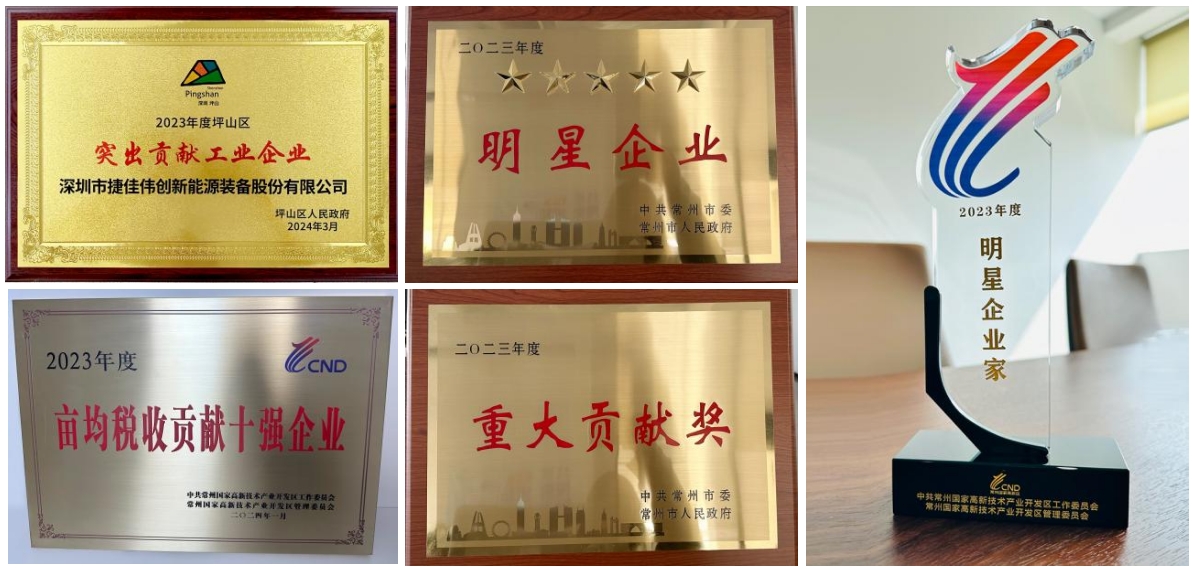 Pingshan
深圳 坪山
2023年度坪山区
突出贡献工业企业
深圳市捷佳伟创新能源装备股份有限公司
坪山区人民政府
2024年3月
二〇二三年度
明星企业
中共常州市委
常州市人民政府
2023年度
CND
亩均税收贡献十强企业
中共常州国家高新技术产业开发区工作委员会
常州国家高新技术产业开发区管理委员会
二〇二四年一月
二〇二三年度
重大贡献奖
中共常州市委
常州市人民政府
2023年度
明星企业家
CND
中共常州国家高新技术产业开发区工作委员会
常州国家高新技术产业开发区管理委员会